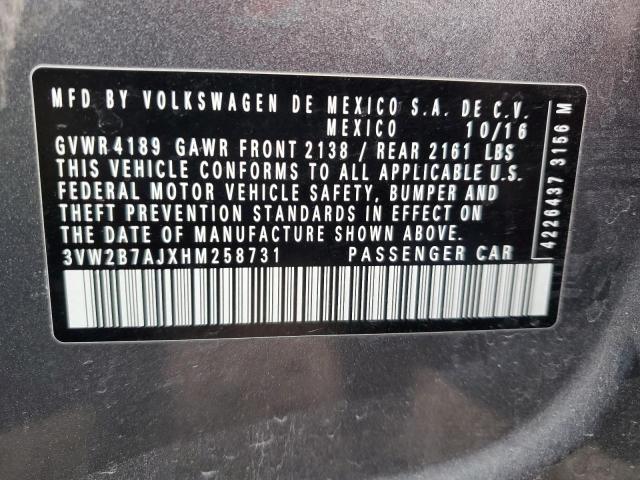 MFD BY VOLKSWAGEN DE MEXICO S.A. DE C.V.
MEXICO 10/16
GVWR 4189 GAWR FRONT 2138 / REAR 2161 LBS
THIS VEHICLE CONFORMS TO ALL APPLICABLE U.S.
FEDERAL MOTOR VEHICLE SAFETY, BUMPER AND
THEFT PREVENTION STANDARDS IN EFFECT ON
THE DATE OF MANUFACTURE SHOWN ABOVE.
3VW2B7AJXHM258731 PASSENGER CAR
4226437 3156 M